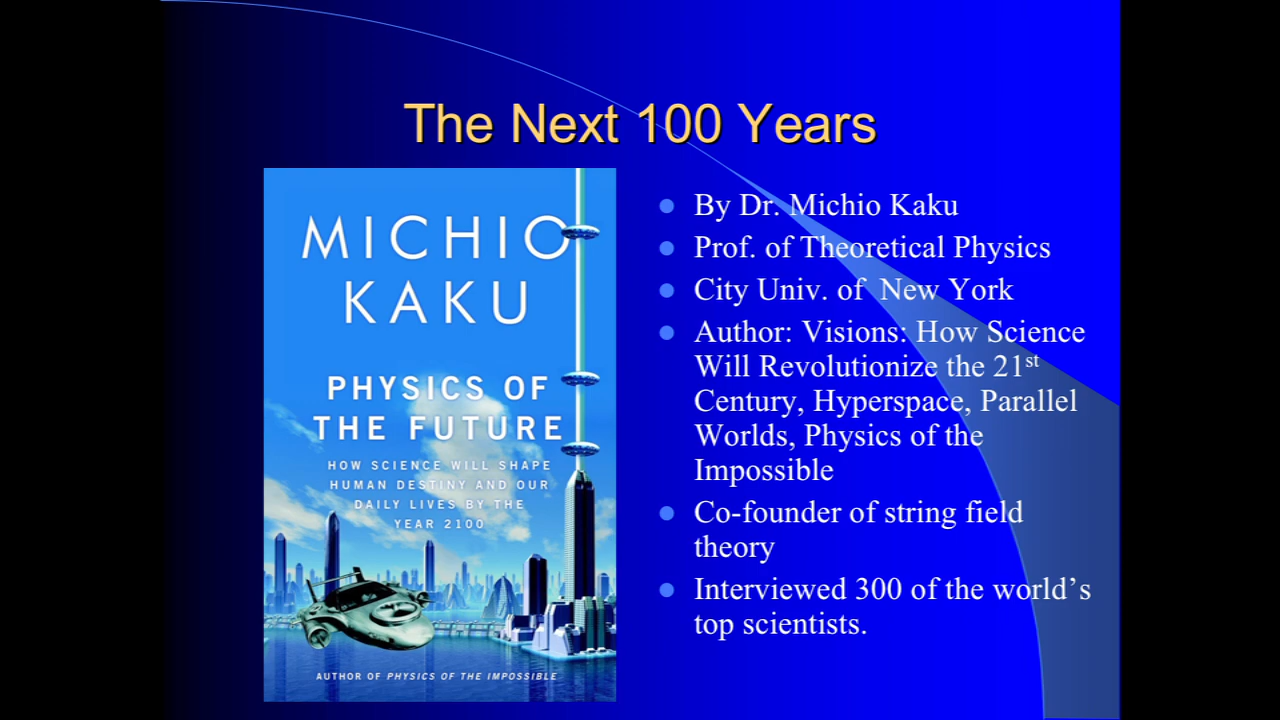 The Next 100 Years
MICHIO
KAKU
PHYSICS OF
THE FUTURE
HOW SCIENCE WILL SHAPE
HUMAN DESTINY AND OUR
DAILY LIVES BY THE
YEAR 2100
AUTHOR OF PHYSICS OF THE IMPOSSIBLE
By Dr. Michio Kaku
Prof. of Theoretical Physics
City Univ. of New York
Author: Visions: How Science
Will Revolutionize the 21st
Century, Hyperspace, Parallel
Worlds, Physics of the
Impossible
Co-founder of string field
theory
Interviewed 300 of the world’s
top scientists.